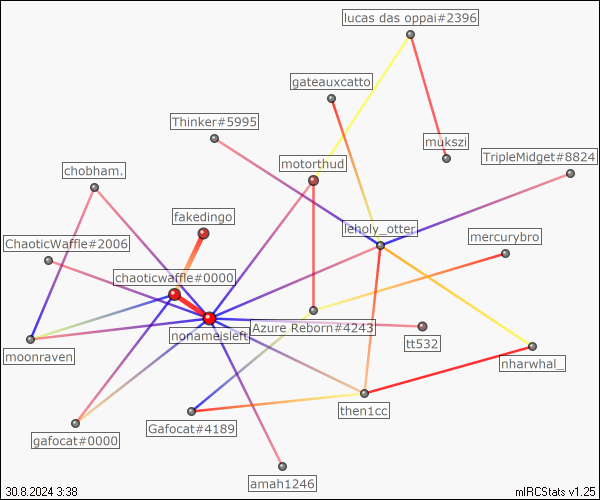 lucas das oppai#2396
gateauxcatto
Thinker#5995
mukszi
motorthud
TripleMidget#8824
chobham.
fakedingo
leholy_otter
mercurybro
ChaoticWaffle#2006
chaoticwaffle#0000
Azure Reborn#4243
nonameisleft
tt532
moonraven
nharwhal_
then1cc
Gafocat#4189
gafocat#0000
amah1246
30.8.2024 3:38
mIRCStats v1.25